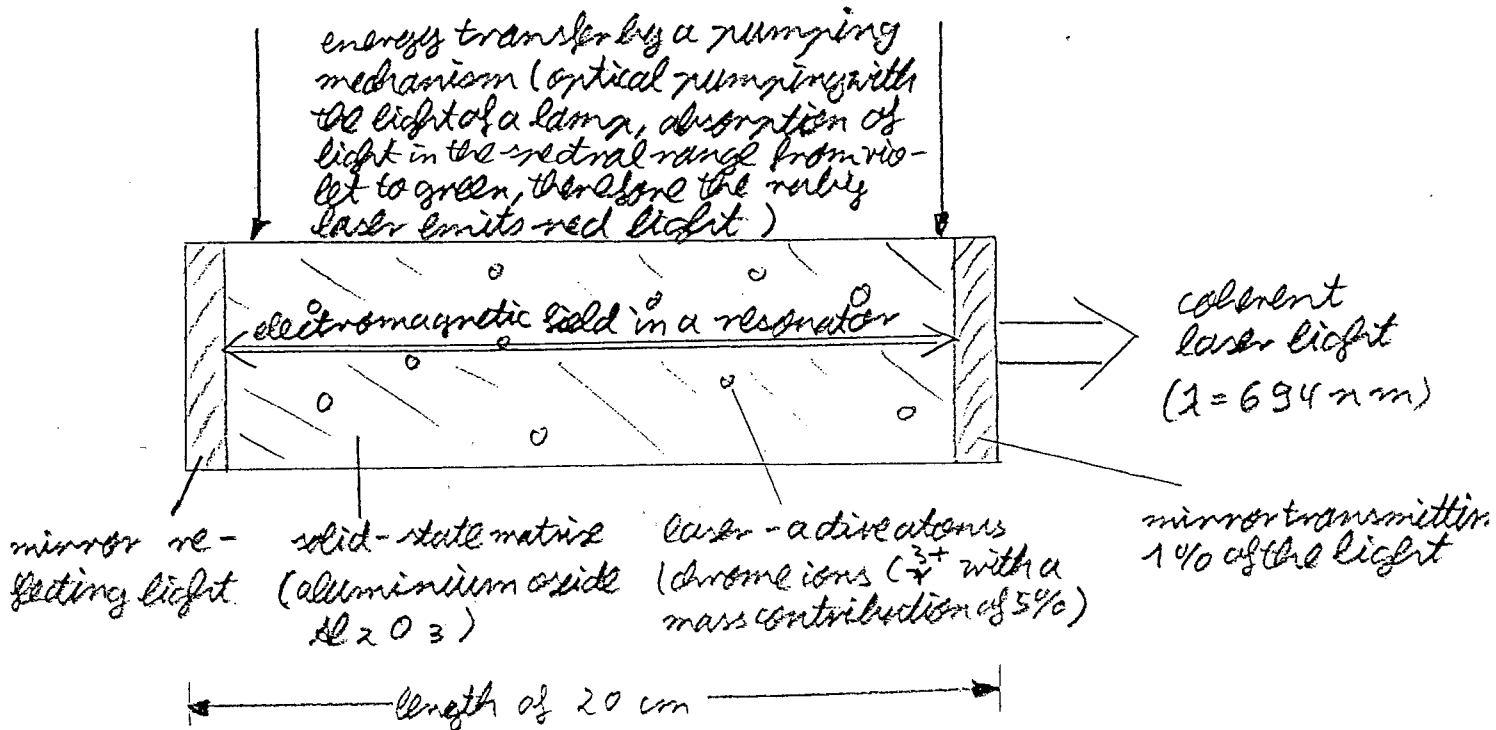 energy transfer by a pumping
mechanism (optical pumping with
the light of a lamp, absorption of
light in the spectral range from vio-
let to green, therefore the ruby
laser emits red light)
electromagnetic field in a resonator
coherent
laser light
(λ = 694 nm)
mirror re-
flecting light
solid-state matrix
(aluminium oxide
Al2O3)
laser-active atoms
(chrome ions Cr3+ with a
mass contribution of 5%)
mirror transmittin
1% of the light
length of 20 cm